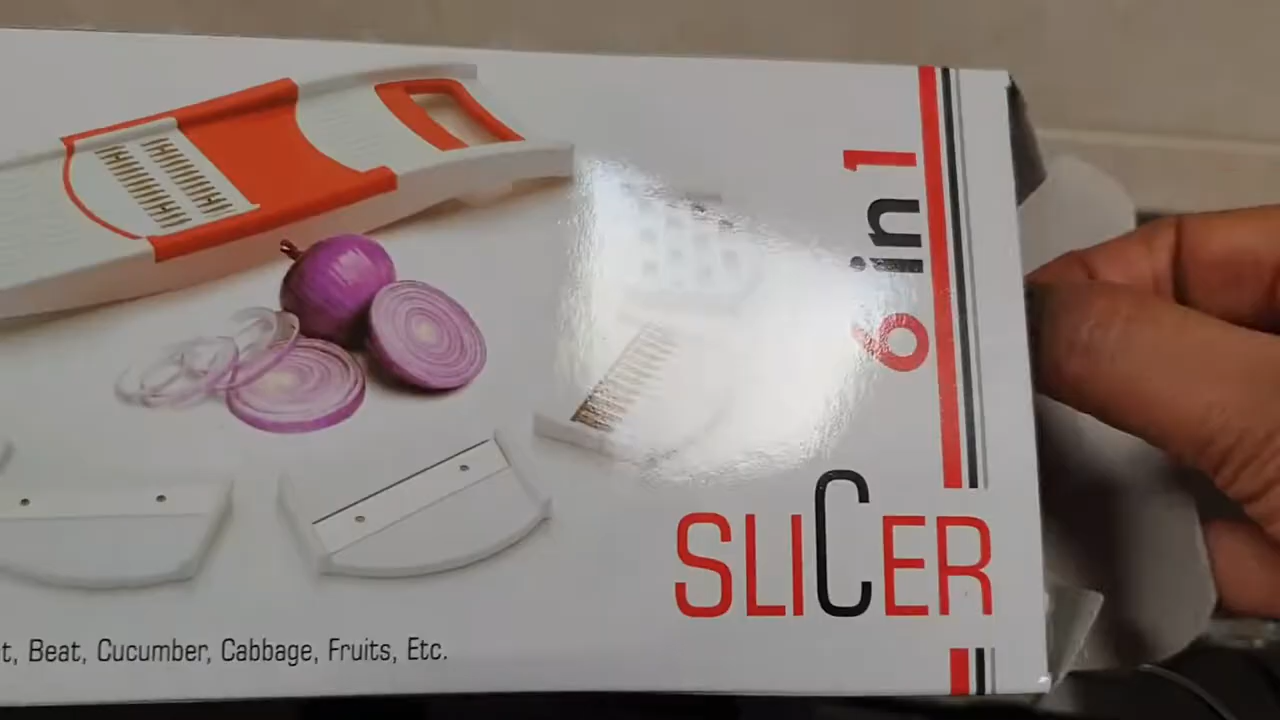 6 in 1
SLICER
t, Beat, Cucumber, Cabbage, Fruits, Etc.